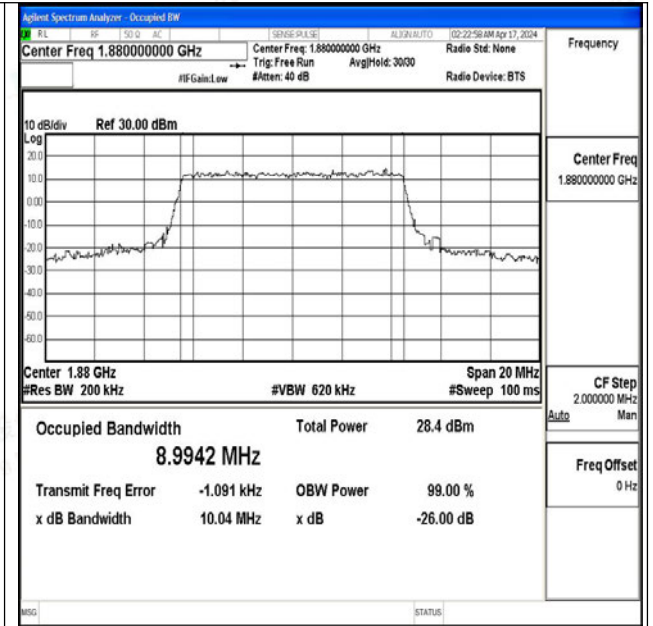 Agilent Spectrum Analyzer - Occupied BW
RL RF 50 Ω AC SENSE:PULSE ALIGN AUTO 02:22:58 AM Apr 17, 2024
Center Freq 1.880000000 GHz
Center Freq: 1.880000000 GHz
Radio Std: None
Trig: Free Run Avg|Hold: 30/30
#IFGain:Low #Atten: 40 dB Radio Device: BTS
10 dB/div Ref 30.00 dBm
Log
20.0
10.0
0.00
-10.0
-20.0
-30.0
-40.0
-50.0
-60.0
Center 1.88 GHz Span 20 MHz
#Res BW 200 kHz #VBW 620 kHz #Sweep 100 ms
Occupied Bandwidth Total Power 28.4 dBm
8.9942 MHz
Transmit Freq Error -1.091 kHz OBW Power 99.00 %
x dB Bandwidth 10.04 MHz x dB -26.00 dB
MSG STATUS
Frequency
Center Freq
1.880000000 GHz
CF Step
2.000000 MHz
Auto Man
Freq Offset
0 Hz